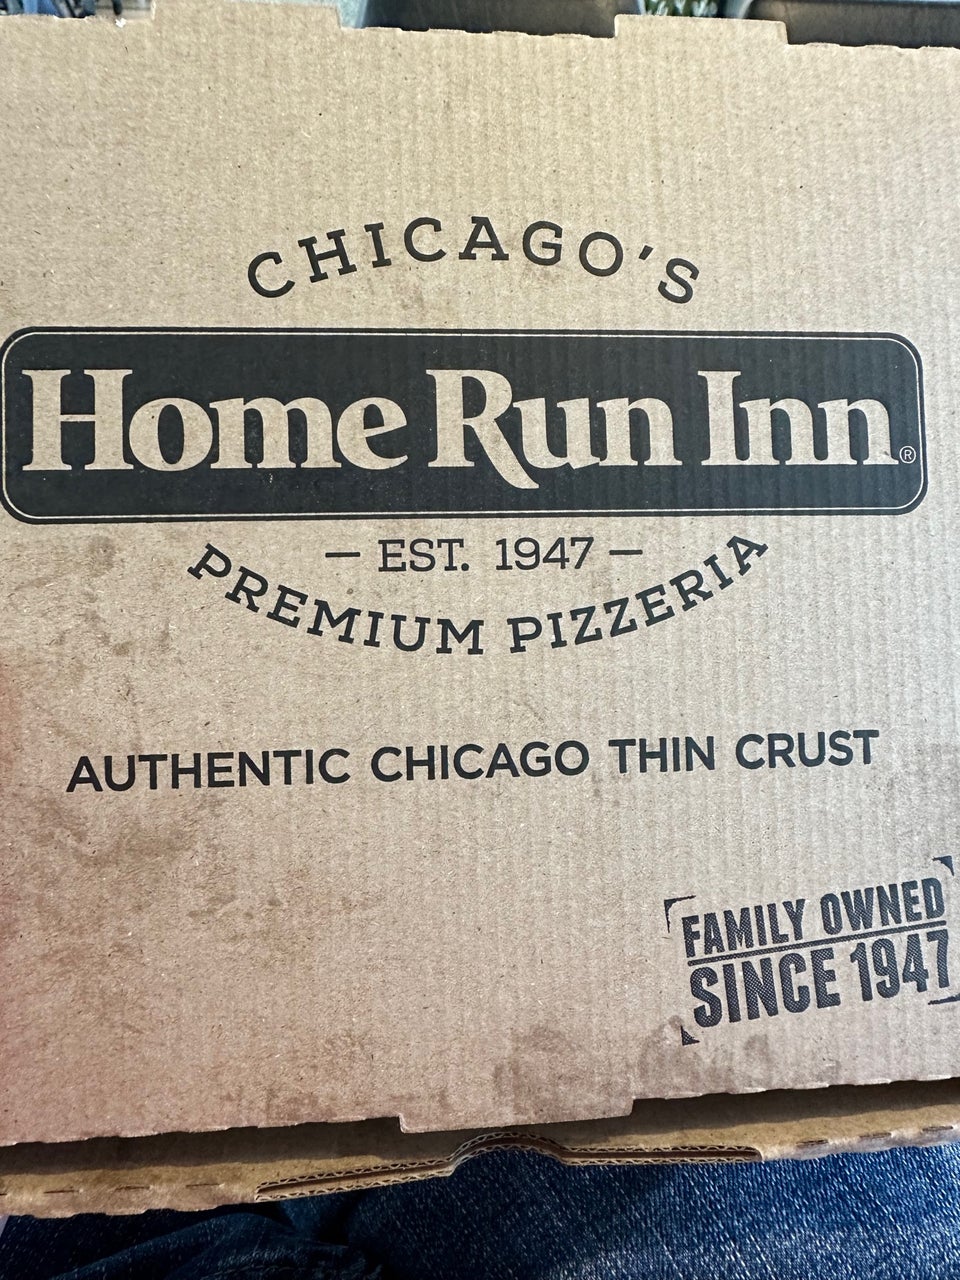 CHICAGO'S
Home Run Inn®
— EST. 1947 —
PREMIUM PIZZERIA
AUTHENTIC CHICAGO THIN CRUST
FAMILY OWNED
SINCE 1947